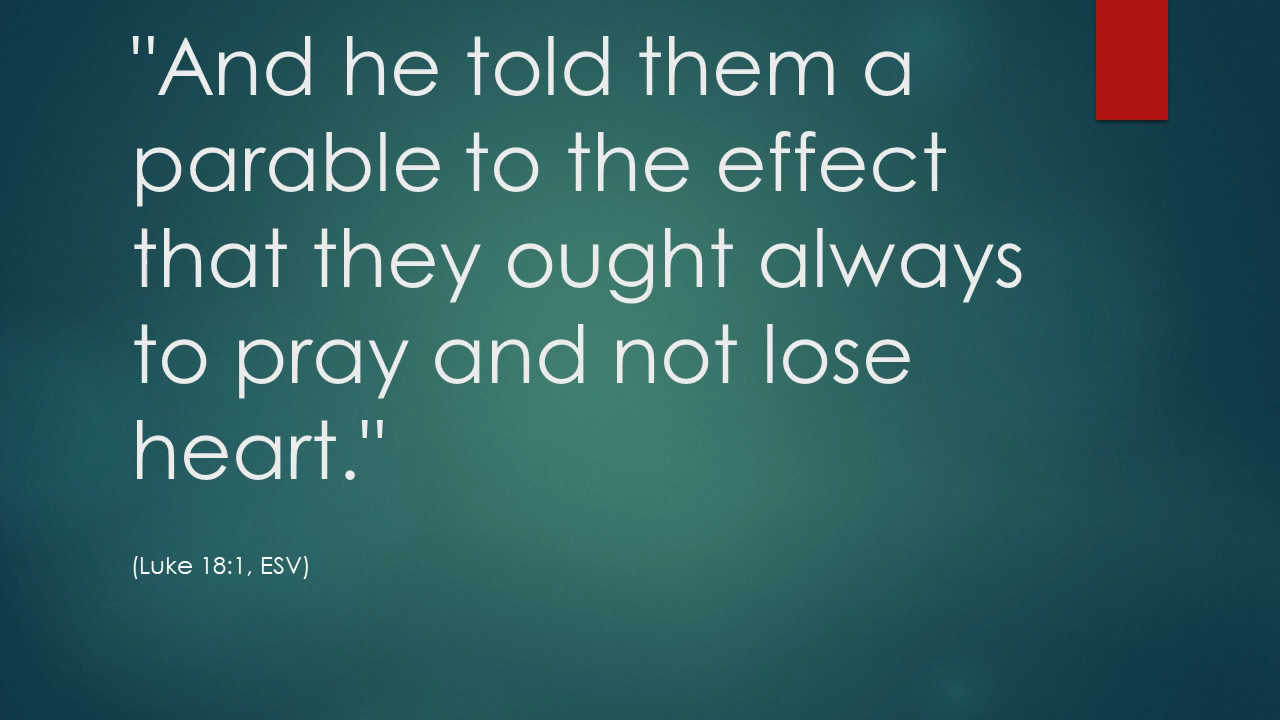 "And he told them a
parable to the effect
that they ought always
to pray and not lose
heart."
(Luke 18:1, ESV)